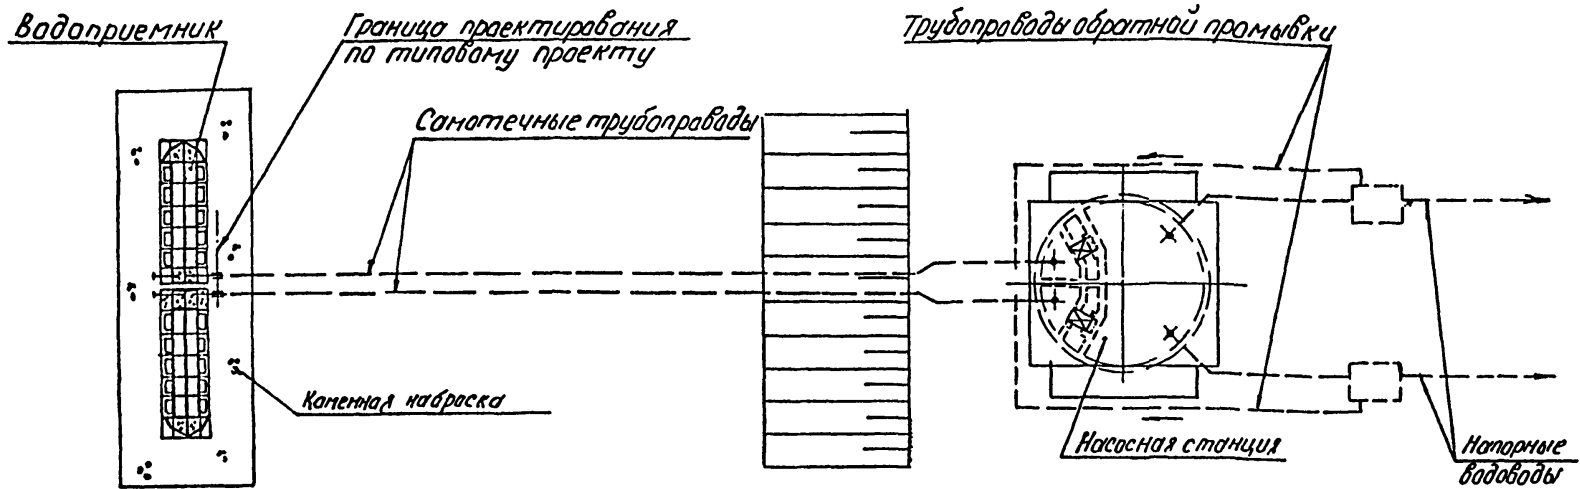 Водоприемник
Граница проектирования
по типовому проекту
Самотечные трубопроводы
Трубопроводы обратной промывки
Каменная наброска
Насосная станция
Напорные
водоводы